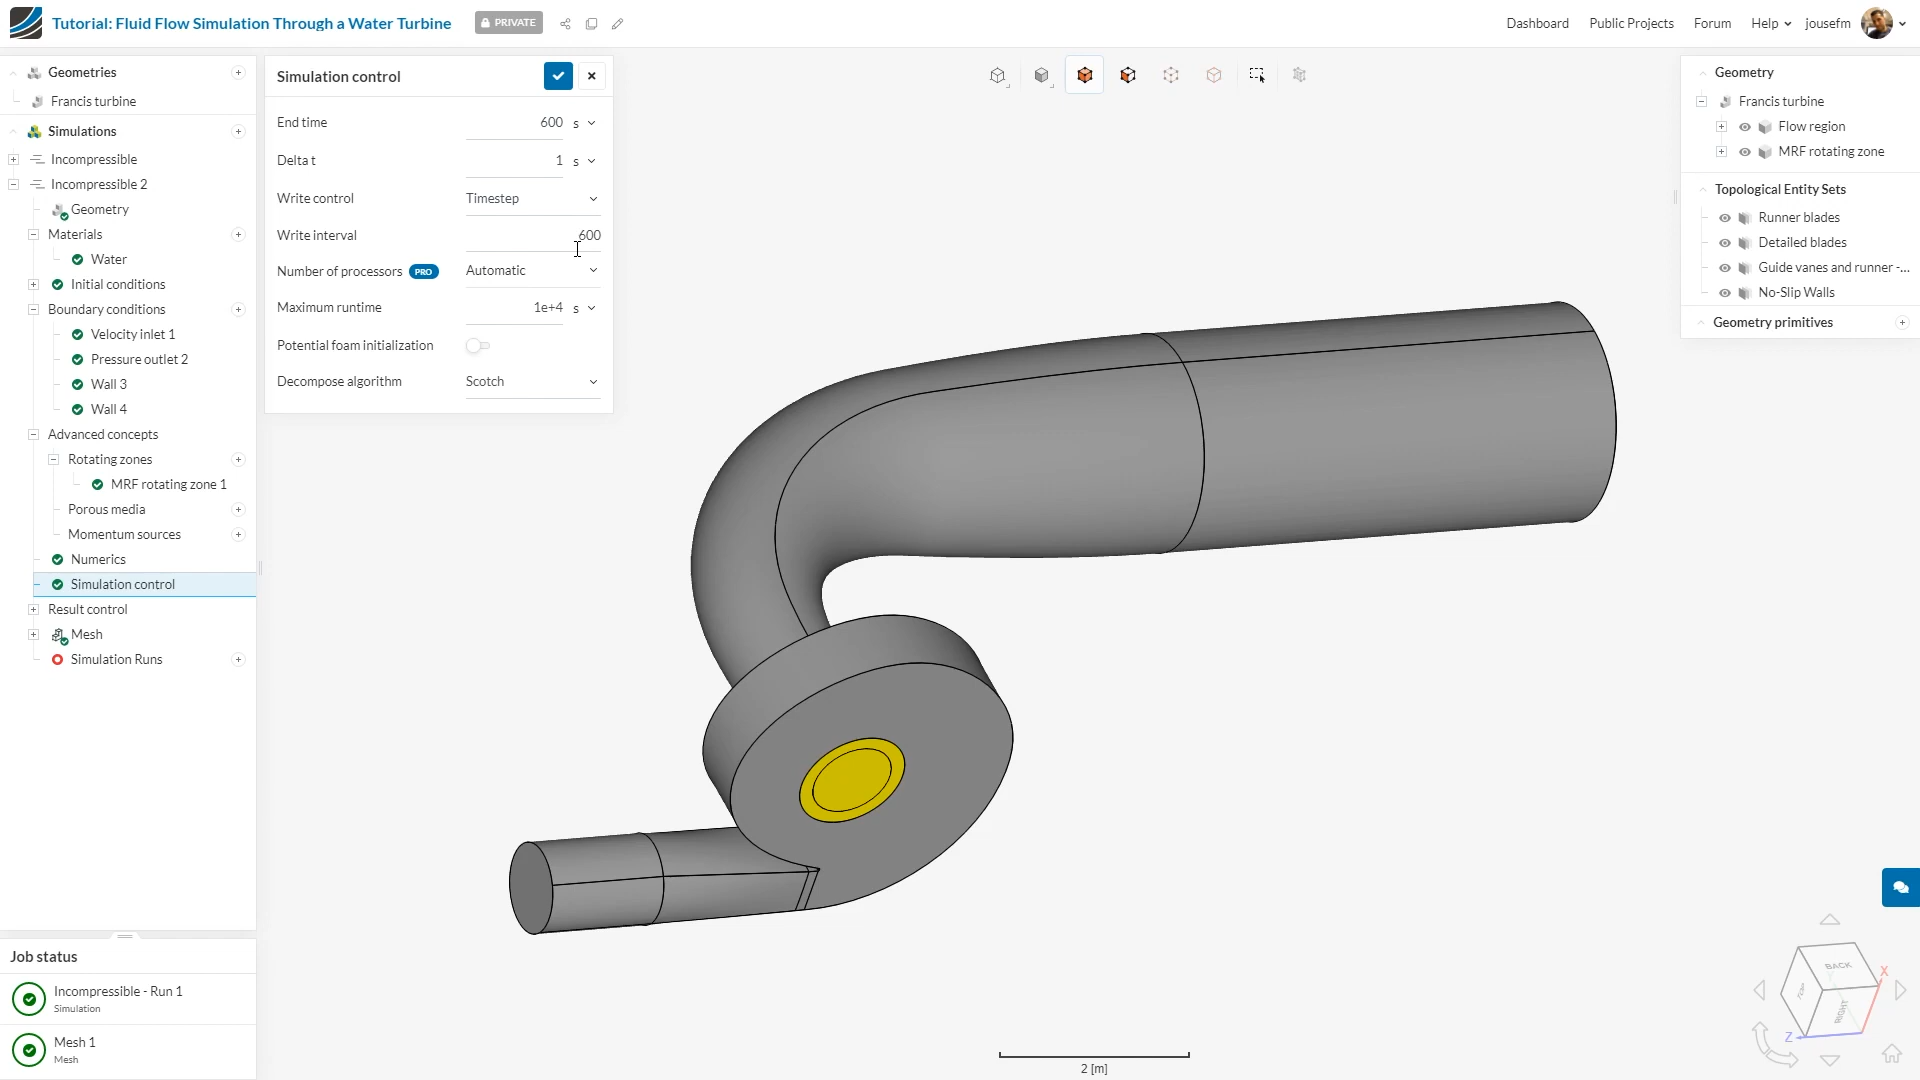 Tutorial: Fluid Flow Simulation Through a Water Turbine
PRIVATE
Dashboard
Public Projects
Forum
Help
jousefm
Geometries
Francis turbine
Simulations
Incompressible
Incompressible 2
Geometry
Materials
Water
Initial conditions
Boundary conditions
Velocity inlet 1
Pressure outlet 2
Wall 3
Wall 4
Advanced concepts
Rotating zones
MRF rotating zone 1
Porous media
Momentum sources
Numerics
Simulation control
Result control
Mesh
Simulation Runs
Job status
Incompressible - Run 1
Simulation
Mesh 1
Mesh
Simulation control
End time 600 s
Delta t 1 s
Write control Timestep
Write interval 600
Number of processors PRO Automatic
Maximum runtime 1e+4 s
Potential foam initialization
Decompose algorithm Scotch
Geometry
Francis turbine
Flow region
MRF rotating zone
Topological Entity Sets
Runner blades
Detailed blades
Guide vanes and runner -...
No-Slip Walls
Geometry primitives
2 [m]
BACK
TOP
RIGHT
X
Z